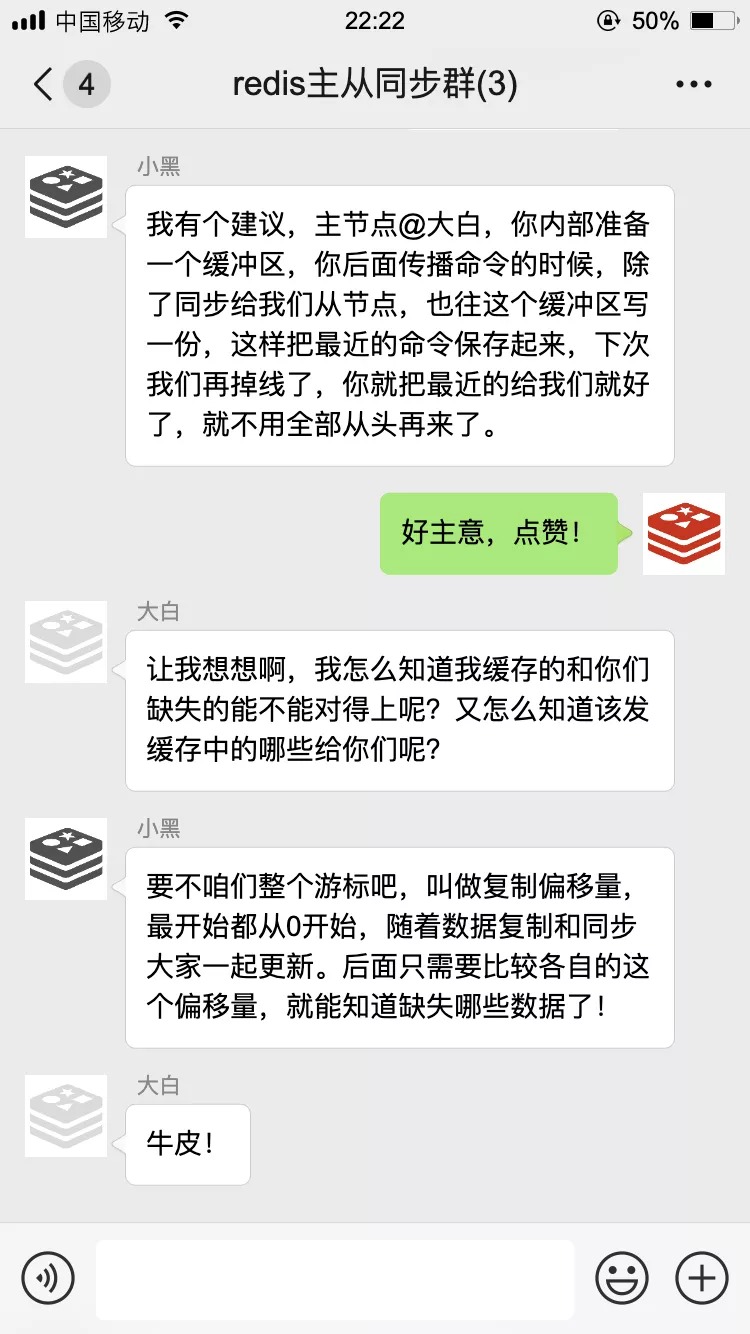 中国移动 22:22 50%
4 redis主从同步群(3)
小黑
我有个建议，主节点@大白，你内部准备
一个缓冲区，你后面传播命令的时候，除
了同步给我们从节点，也往这个缓冲区写
一份，这样把最近的命令保存起来，下次
我们再掉线了，你就把最近的给我们就好
了，就不用全部从头再来了。
好主意，点赞！
大白
让我想想啊，我怎么知道我缓存的和你们
缺失的能不能对得上呢？又怎么知道该发
缓存中的哪些给你们呢？
小黑
要不咱们整个游标吧，叫做复制偏移量，
最开始都从0开始，随着数据复制和同步
大家一起更新。后面只需要比较各自的这
个偏移量，就能知道缺失哪些数据了！
大白
牛皮！